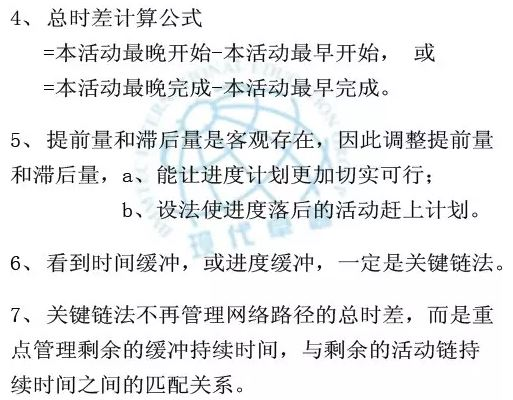 4、总时差计算公式
=本活动最晚开始-本活动最早开始， 或
=本活动最晚完成-本活动最早完成。
5、提前量和滞后量是客观存在，因此调整提前量
和滞后量，a、能让进度计划更加切实可行；
b、设法使进度落后的活动赶上计划。
6、看到时间缓冲，或进度缓冲，一定是关键链法。
7、关键链法不再管理网络路径的总时差，而是重
点管理剩余的缓冲持续时间，与剩余的活动链持
续时间之间的匹配关系。